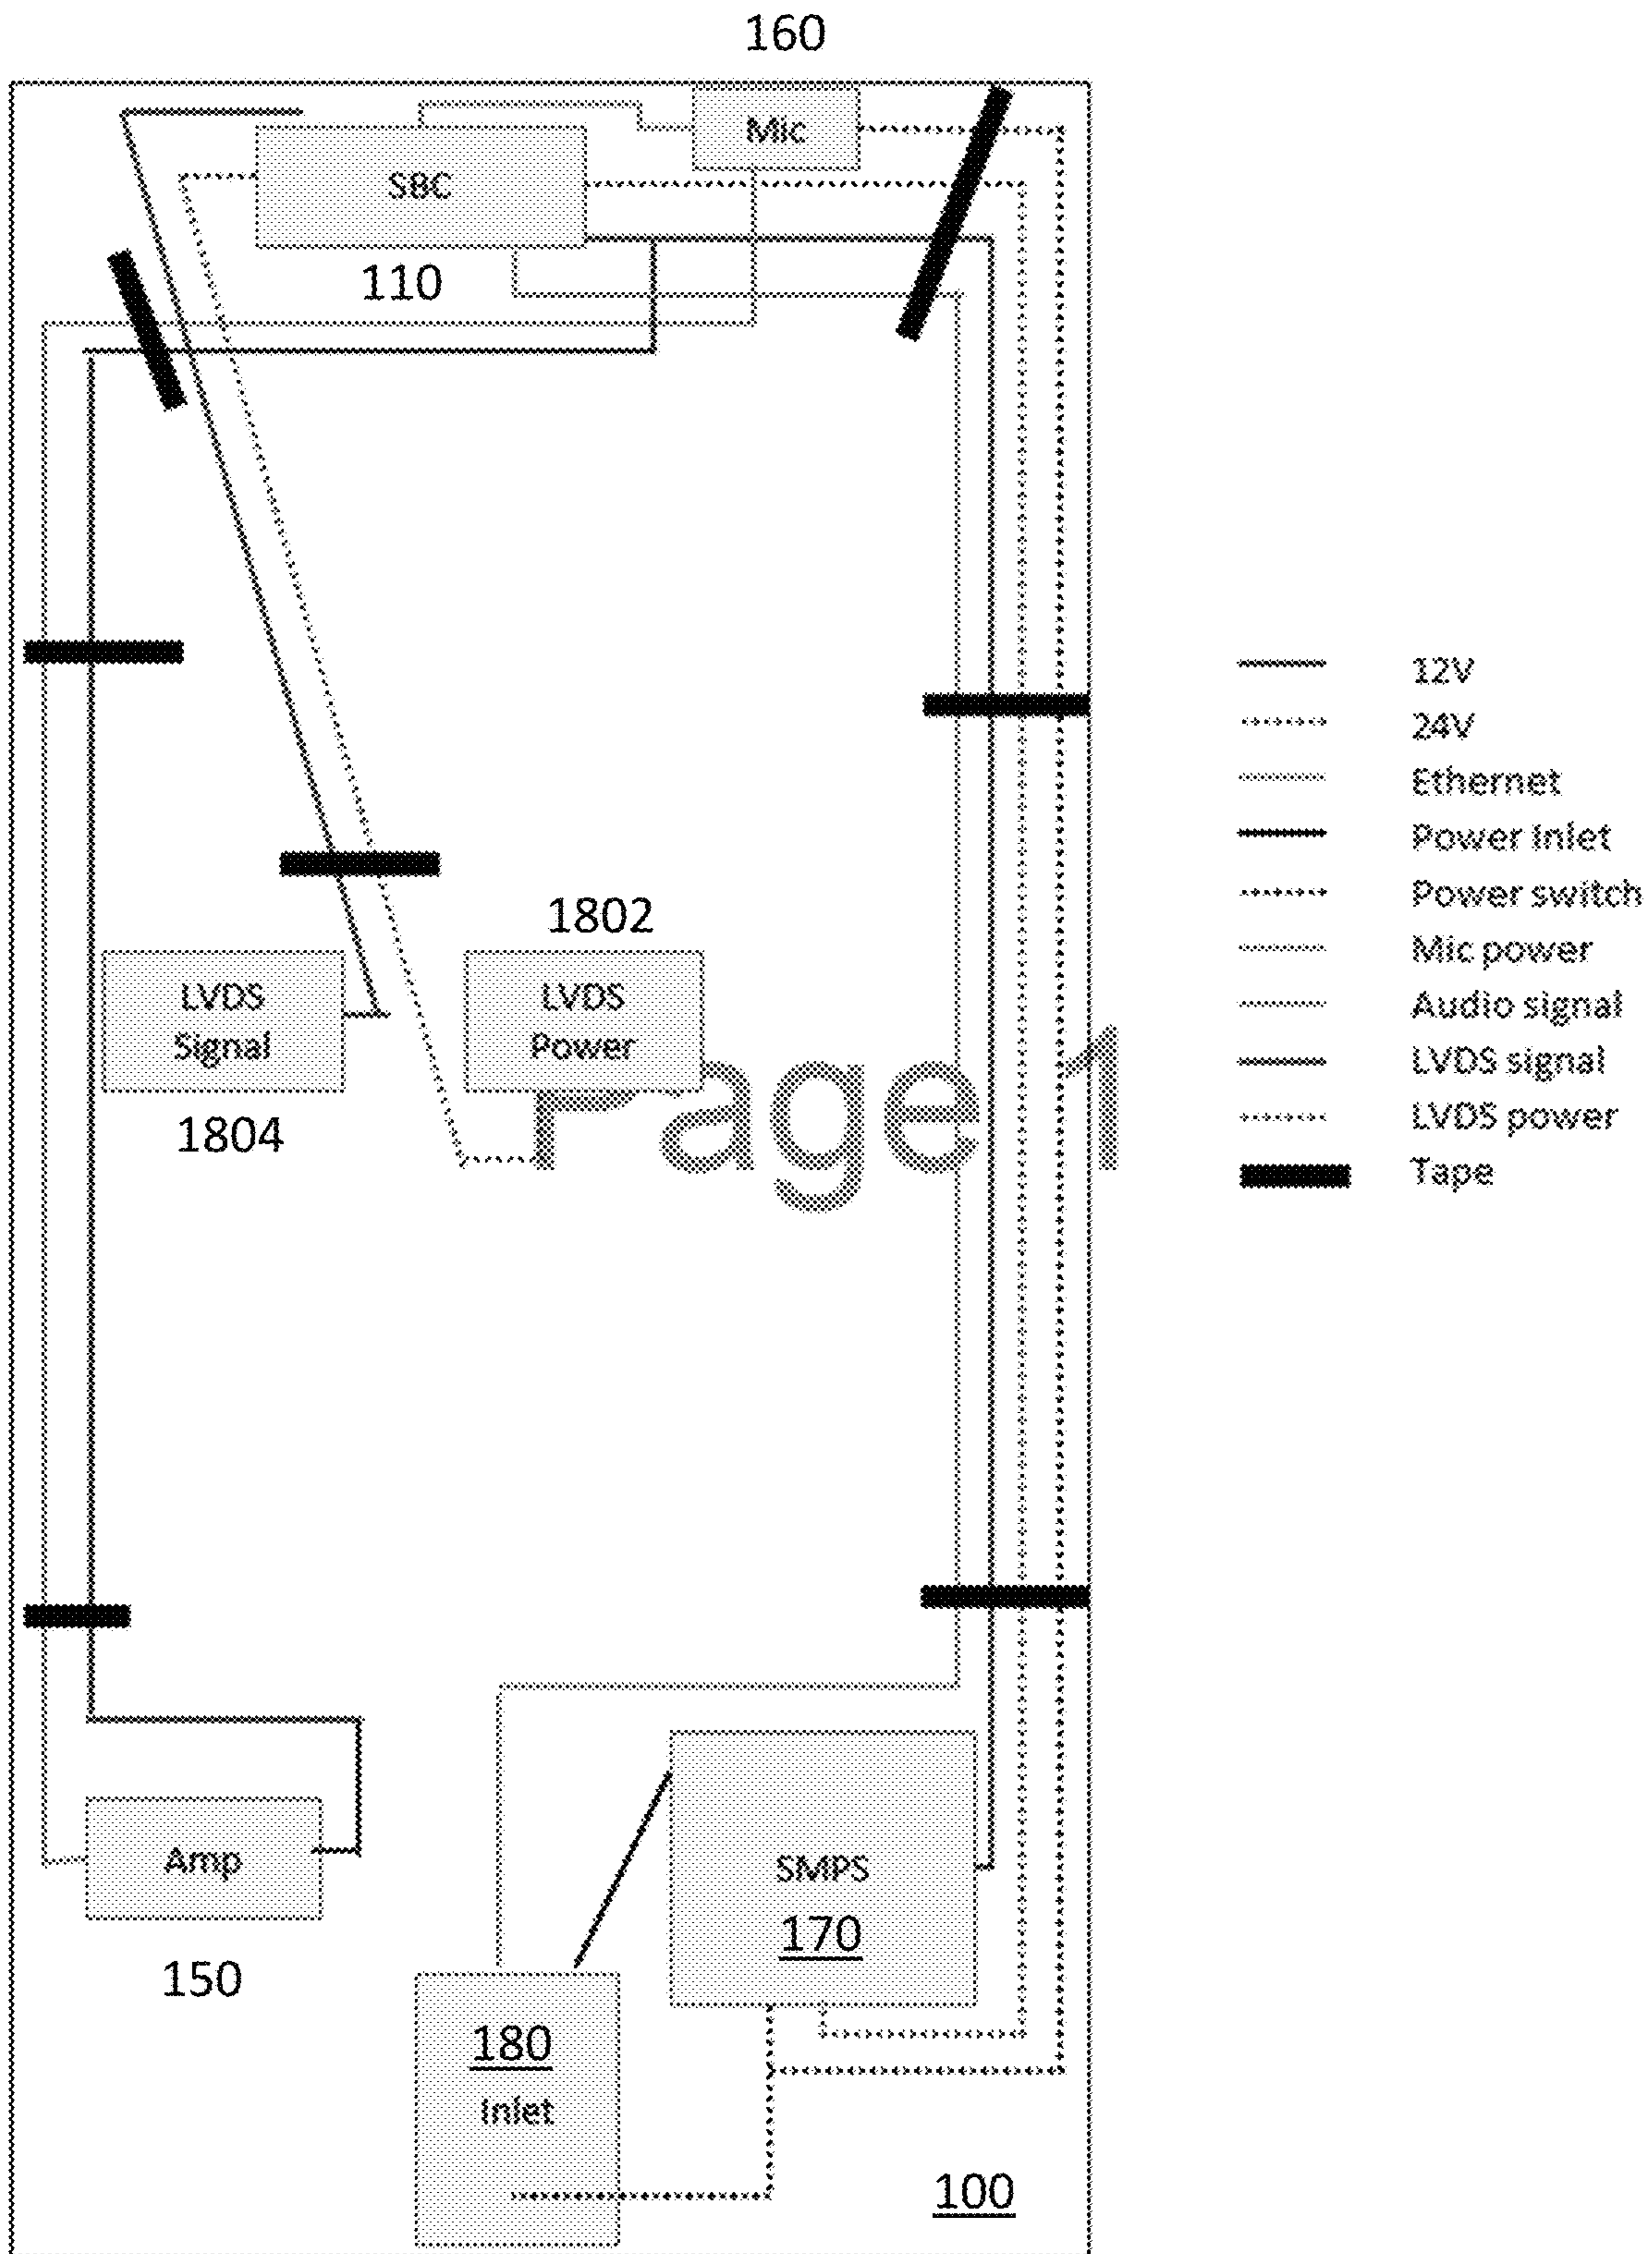 160
Mic
SBC
110
12V
24V
Ethernet
Power Inlet
Power switch
Mic power
Audio signal
LVDS signal
LVDS power
Tape
1802
LVDS
Signal
LVDS
Power
1804
Page 1
Amp
150
SMPS
170
180
Inlet
100